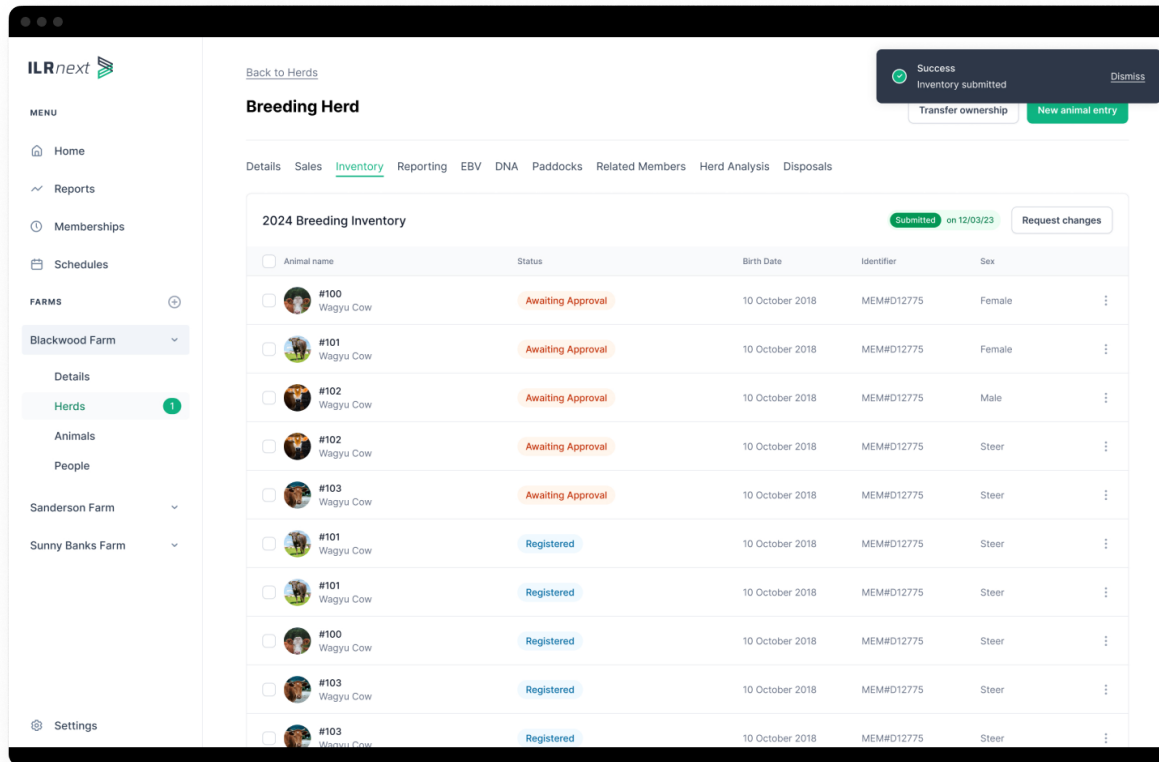 ILRnext
MENU
Home
Reports
Memberships
Schedules
FARMS
Blackwood Farm
Details
Herds 1
Animals
People
Sanderson Farm
Sunny Banks Farm
Settings
Back to Herds
Breeding Herd
Success
Inventory submitted
Dismiss
Transfer ownership
New animal entry
Details Sales Inventory Reporting EBV DNA Paddocks Related Members Herd Analysis Disposals
2024 Breeding Inventory
Submitted on 12/03/23
Request changes
Animal name Status Birth Date Identifier Sex
#100
Wagyu Cow
Awaiting Approval 10 October 2018 MEM#D12775 Female
#101
Wagyu Cow
Awaiting Approval 10 October 2018 MEM#D12775 Female
#102
Wagyu Cow
Awaiting Approval 10 October 2018 MEM#D12775 Male
#102
Wagyu Cow
Awaiting Approval 10 October 2018 MEM#D12775 Steer
#103
Wagyu Cow
Awaiting Approval 10 October 2018 MEM#D12775 Steer
#101
Wagyu Cow
Registered 10 October 2018 MEM#D12775 Steer
#101
Wagyu Cow
Registered 10 October 2018 MEM#D12775 Steer
#100
Wagyu Cow
Registered 10 October 2018 MEM#D12775 Steer
#103
Wagyu Cow
Registered 10 October 2018 MEM#D12775 Steer
#103
Wagyu Cow
Registered 10 October 2018 MEM#D12775 Steer